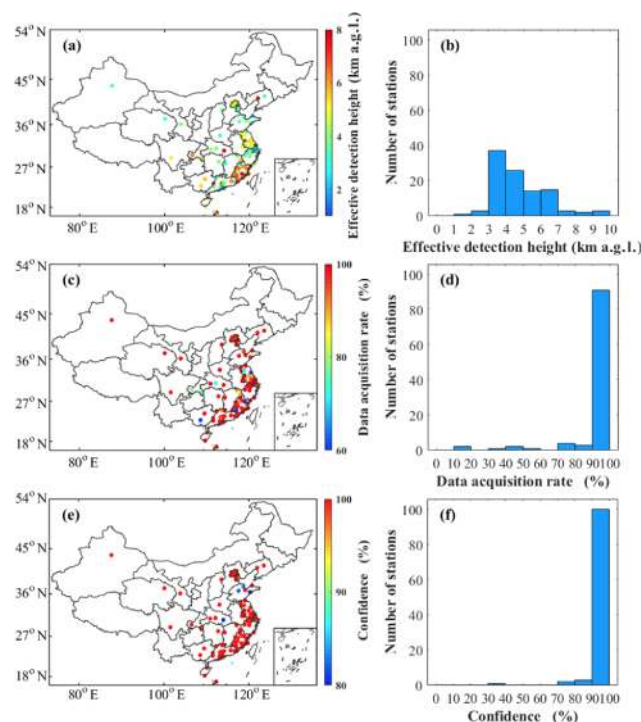 54° N
45° N
36° N
27° N
18° N
(a)
80° E
100° E
120° E
8
6
4
2
Effective detection height (km a.g.l.)
(b)
100
80
60
40
20
0
Number of stations
0 1 2 3 4 5 6 7 8 9 10
Effective detection height (km a.g.l.)
54° N
45° N
36° N
27° N
18° N
(c)
80° E
100° E
120° E
100
80
60
Data acquisition rate (%)
(d)
100
80
60
40
20
0
Number of stations
0 10 20 30 40 50 60 70 80 90100
Data acquisition rate (%)
54° N
45° N
36° N
27° N
18° N
(e)
80° E
100° E
120° E
100
90
80
Confidence (%)
(f)
100
80
60
40
20
0
Number of stations
0 10 20 30 40 50 60 70 80 90100
Confidence (%)